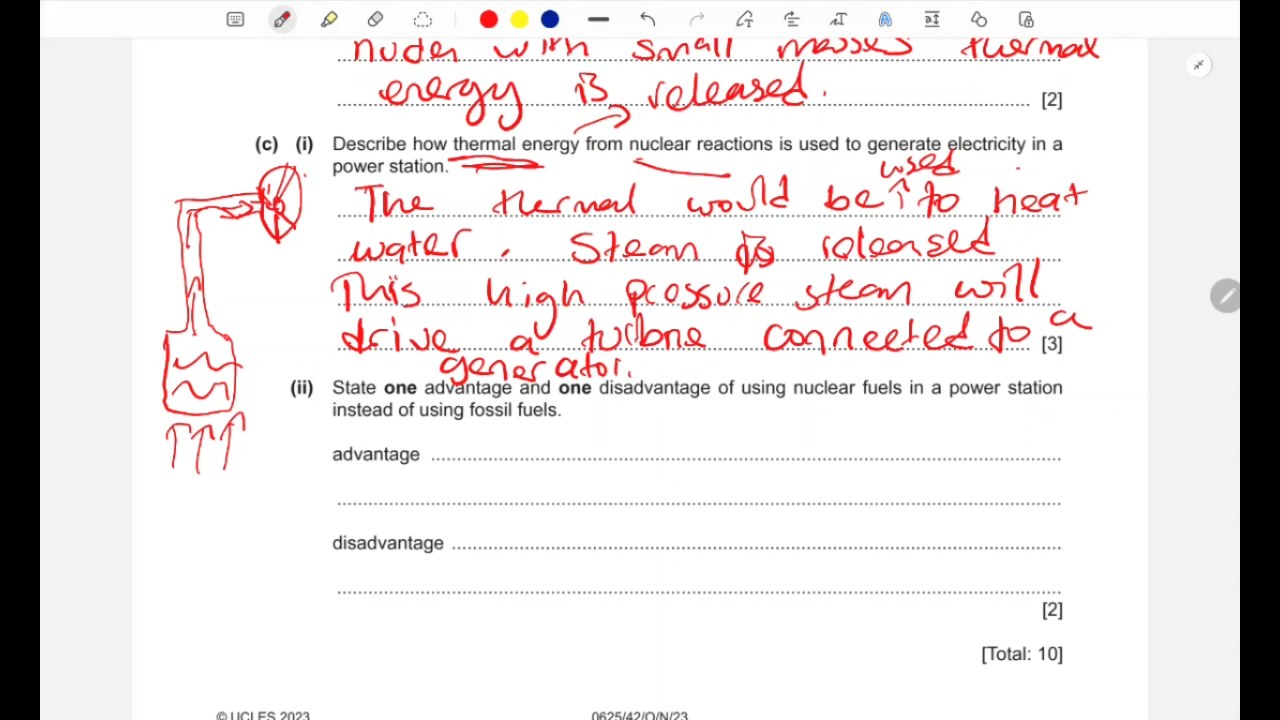 nuclei with small masses thermal
energy is released.
[2]
(c) (i) Describe how thermal energy from nuclear reactions is used to generate electricity in a
power station.
used
The thermal would be ↑ to heat
water. Steam is released
This high pressure steam will
drive a turbine connected to a
[3]
generator.
(ii) State one advantage and one disadvantage of using nuclear fuels in a power station
instead of using fossil fuels.
advantage ..........
disadvantage ..........
[2]
[Total: 10]
© UCLES 2023 0625/42/O/N/23